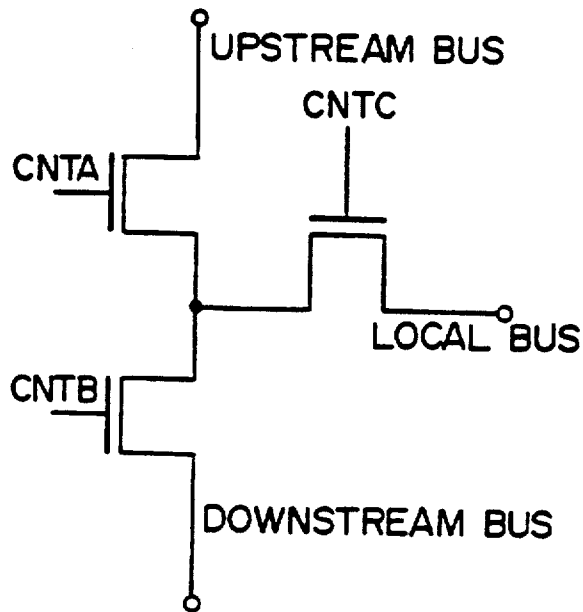 UPSTREAM BUS
CNTC
CNTA
LOCAL BUS
CNTB
DOWNSTREAM BUS